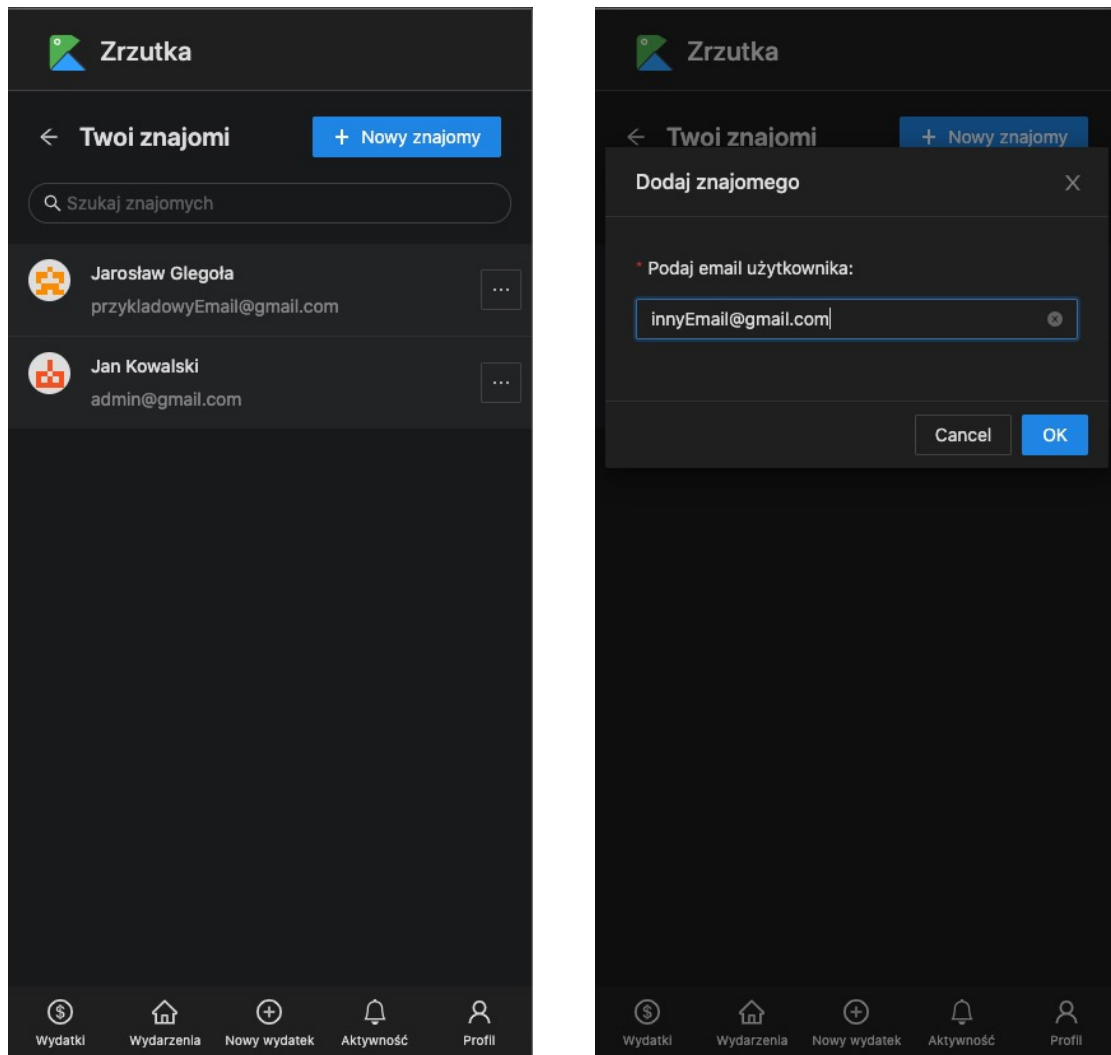 Zrzutka
Twoi znajomi
+ Nowy znajomy
Szukaj znajomych
Jarosław Glegoła
przykladowyEmail@gmail.com
...
Jan Kowalski
admin@gmail.com
...
Wydatki
Wydarzenia
Nowy wydatek
Aktywność
Profil
Zrzutka
Twoi znajomi
+ Nowy znajomy
Dodaj znajomego
* Podaj email użytkownika:
innyEmail@gmail.com
Cancel
OK
Wydatki
Wydarzenia
Nowy wydatek
Aktywność
Profil